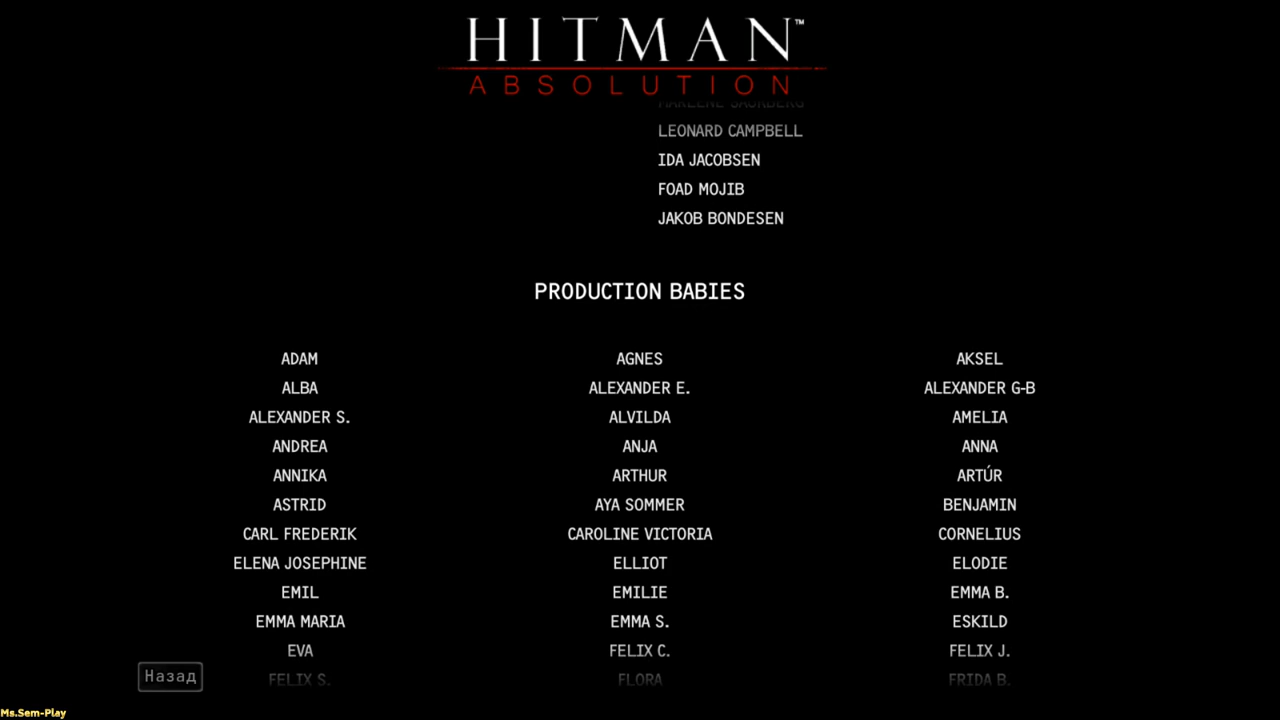 HITMAN™
ABSOLUTION
LEONARD CAMPBELL
IDA JACOBSEN
FOAD MOJIB
JAKOB BONDESEN
PRODUCTION BABIES
ADAM AGNES AKSEL
ALBA ALEXANDER E. ALEXANDER G-B
ALEXANDER S. ALVILDA AMELIA
ANDREA ANJA ANNA
ANNIKA ARTHUR ARTÚR
ASTRID AYA SOMMER BENJAMIN
CARL FREDERIK CAROLINE VICTORIA CORNELIUS
ELENA JOSEPHINE ELLIOT ELODIE
EMIL EMILIE EMMA B.
EMMA MARIA EMMA S. ESKILD
EVA FELIX C. FELIX J.
FELIX S. FLORA FRIDA B.
Назад
Ms.Sem-Play